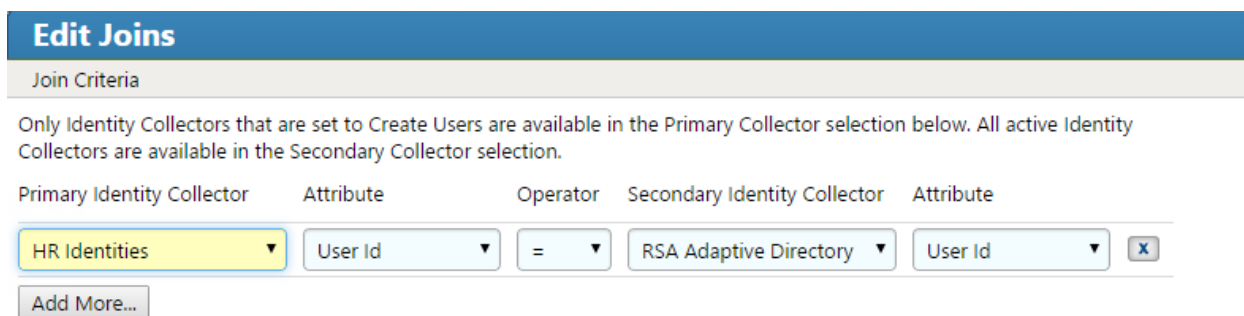 Edit Joins
Join Criteria
Only Identity Collectors that are set to Create Users are available in the Primary Collector selection below. All active Identity
Collectors are available in the Secondary Collector selection.
Primary Identity Collector Attribute Operator Secondary Identity Collector Attribute
HR Identities User Id = RSA Adaptive Directory User Id x
Add More...